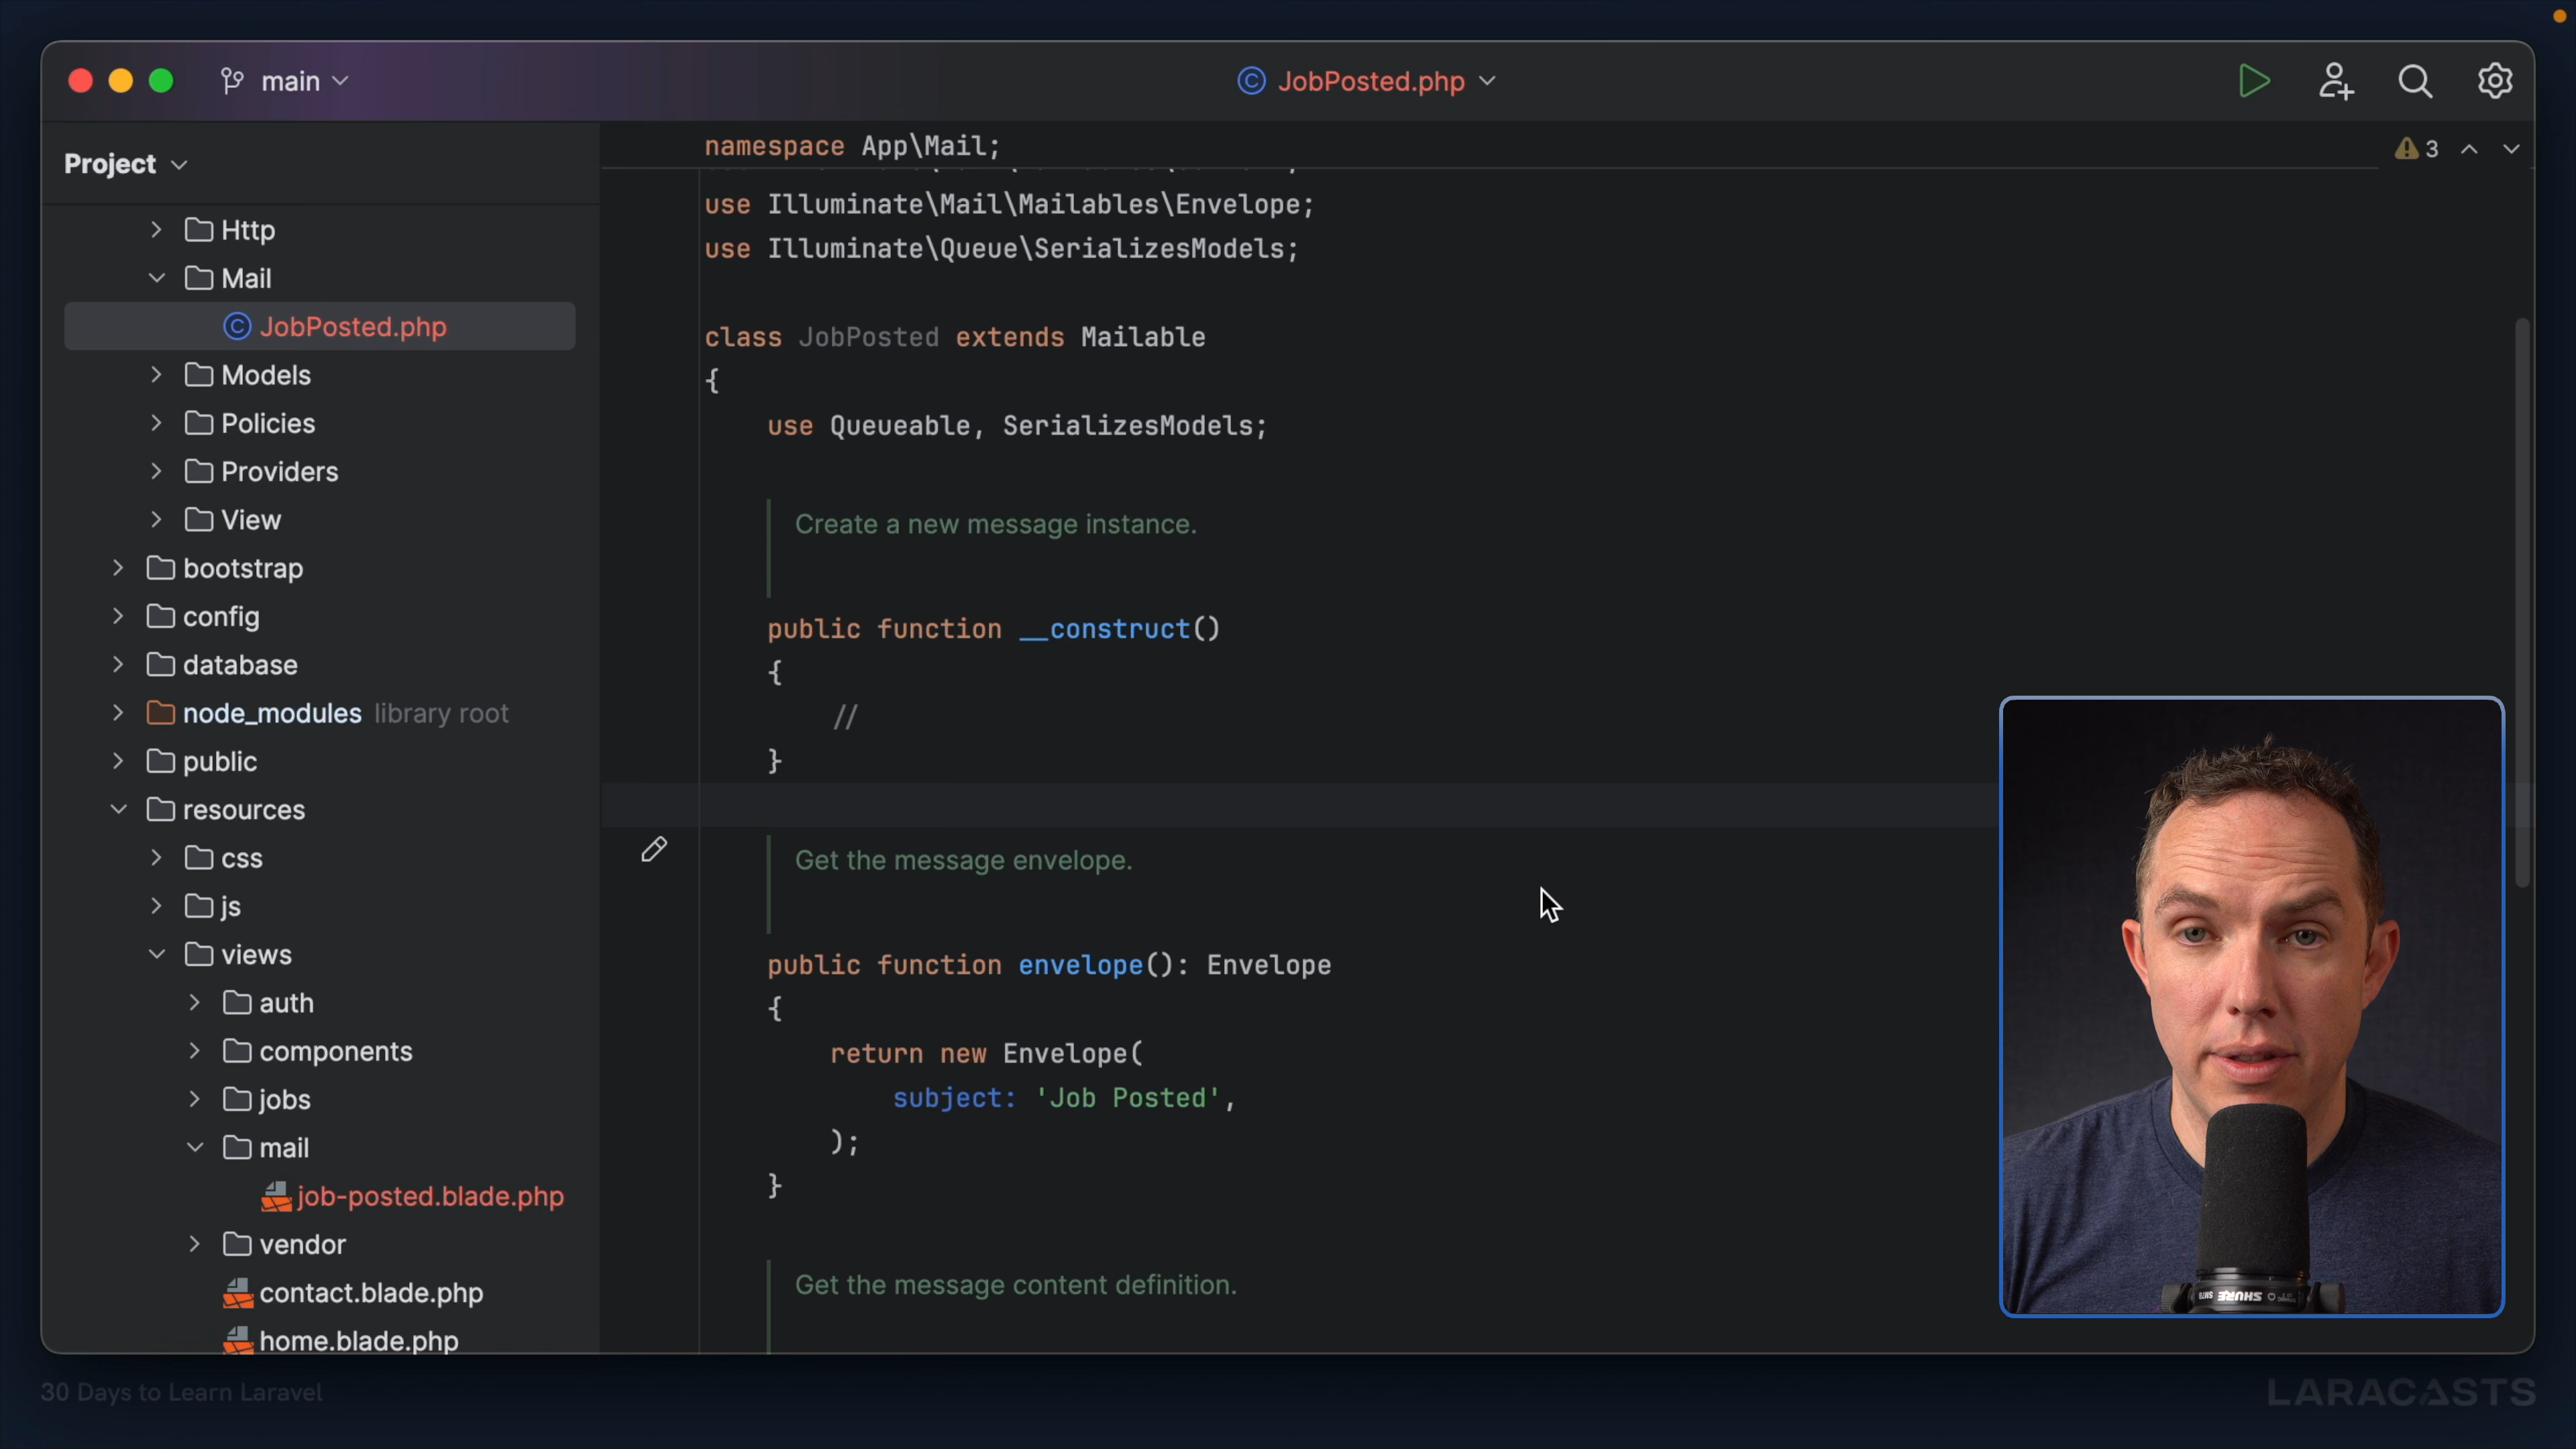 main
JobPosted.php
Project
Http
Mail
JobPosted.php
Models
Policies
Providers
View
bootstrap
config
database
node_modules library root
public
resources
css
js
views
auth
components
jobs
mail
job-posted.blade.php
vendor
contact.blade.php
home.blade.php
3
namespace App\Mail;
use Illuminate\Mail\Mailables\Envelope;
use Illuminate\Queue\SerializesModels;
class JobPosted extends Mailable
{
use Queueable, SerializesModels;
Create a new message instance.
public function __construct()
{
//
}
Get the message envelope.
public function envelope(): Envelope
{
return new Envelope(
subject: 'Job Posted',
);
}
Get the message content definition.
SHURE
30 Days to Learn Laravel
LARACASTS